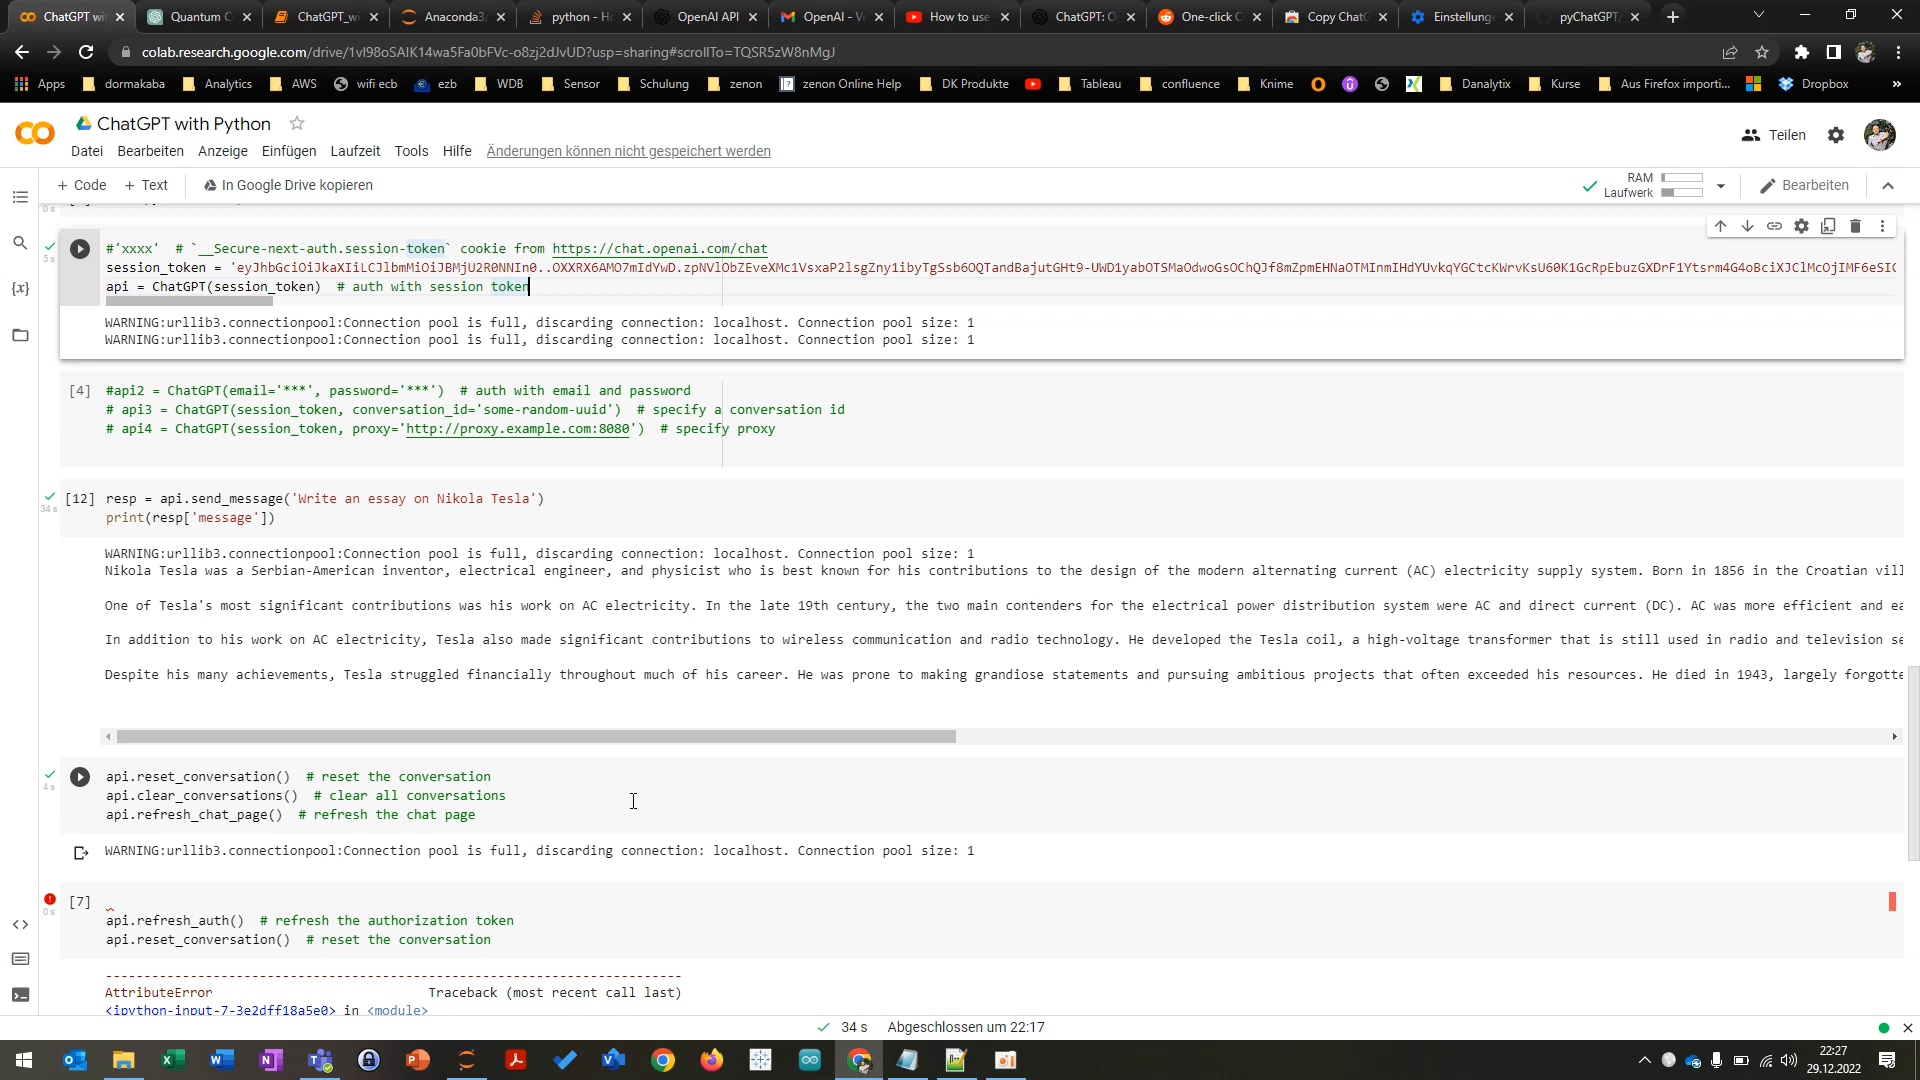 ChatGPT wit
Quantum C
ChatGPT_wi
Anaconda3/
python - Ho
OpenAI API
OpenAI - Ve
How to use
ChatGPT: O
One-click C
Copy ChatG
Einstellung
pyChatGPT/
colab.research.google.com/drive/1vI98oSAIK14wa5Fa0bFVc-o8zj2dJvUD?usp=sharing#scrollTo=TQSR5zW8nMgJ
Apps dormakaba Analytics AWS wifi ecb ezb WDB Sensor Schulung zenon zenon Online Help DK Produkte Tableau confluence Knime Danalytix Kurse Aus Firefox importi... Dropbox »
ChatGPT with Python
Teilen
Datei Bearbeiten Anzeige Einfügen Laufzeit Tools Hilfe Änderungen können nicht gespeichert werden
+ Code + Text In Google Drive kopieren
RAM
Laufwerk
Bearbeiten
0 s
5 s
#'xxxx' # `__Secure-next-auth.session-token` cookie from https://chat.openai.com/chat
session_token =
api = ChatGPT(session_token) # auth with session token
WARNING:urllib3.connectionpool:Connection pool is full, discarding connection: localhost. Connection pool size: 1
WARNING:urllib3.connectionpool:Connection pool is full, discarding connection: localhost. Connection pool size: 1
[4] #api2 = ChatGPT(email='***', password='***') # auth with email and password
# api3 = ChatGPT(session_token, conversation_id='some-random-uuid') # specify a conversation id
# api4 = ChatGPT(session_token, proxy='http://proxy.example.com:8080') # specify proxy
34 s
[12] resp = api.send_message('Write an essay on Nikola Tesla')
print(resp['message'])
WARNING:urllib3.connectionpool:Connection pool is full, discarding connection: localhost. Connection pool size: 1
Nikola Tesla was a Serbian-American inventor, electrical engineer, and physicist who is best known for his contributions to the design of the modern alternating current (AC) electricity supply system. Born in 1856 in the Croatian vill
One of Tesla's most significant contributions was his work on AC electricity. In the late 19th century, the two main contenders for the electrical power distribution system were AC and direct current (DC). AC was more efficient and ea
In addition to his work on AC electricity, Tesla also made significant contributions to wireless communication and radio technology. He developed the Tesla coil, a high-voltage transformer that is still used in radio and television se
Despite his many achievements, Tesla struggled financially throughout much of his career. He was prone to making grandiose statements and pursuing ambitious projects that often exceeded his resources. He died in 1943, largely forgotte
4 s
api.reset_conversation() # reset the conversation
api.clear_conversations() # clear all conversations
api.refresh_chat_page() # refresh the chat page
WARNING:urllib3.connectionpool:Connection pool is full, discarding connection: localhost. Connection pool size: 1
0 s
[7]
api.refresh_auth() # refresh the authorization token
api.reset_conversation() # reset the conversation
---------------------------------------------------------------------------
AttributeError Traceback (most recent call last)
<ipython-input-7-3e2dff18a5e0> in <module>
34 s Abgeschlossen um 22:17
22:27
29.12.2022